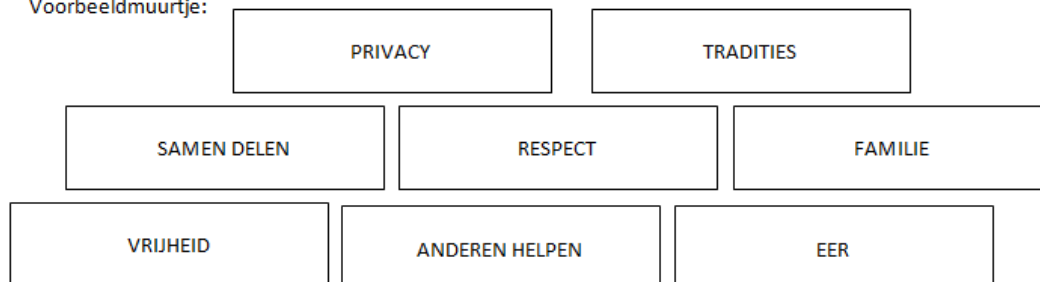 Voorbeeldmuurtje:
PRIVACY TRADITIES
SAMEN DELEN RESPECT FAMILIE
VRIJHEID ANDEREN HELPEN EER